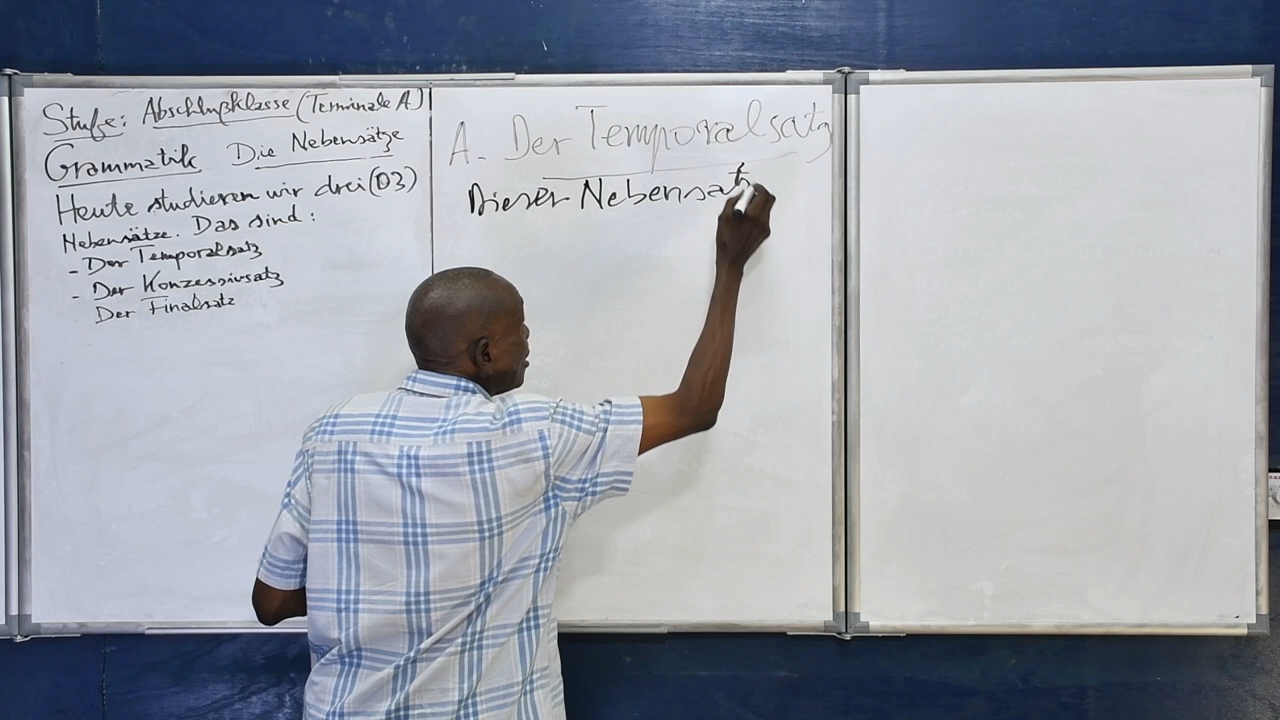 Stufe: Abschlußklasse (Terminale A)
Grammatik Die Nebensätze
Heute studieren wir drei (03)
Nebensätze. Das sind:
- Der Temporalsatz
- Der Konzessivsatz
Der Finalsatz
A. Der Temporalsatz
Dieser Nebensat